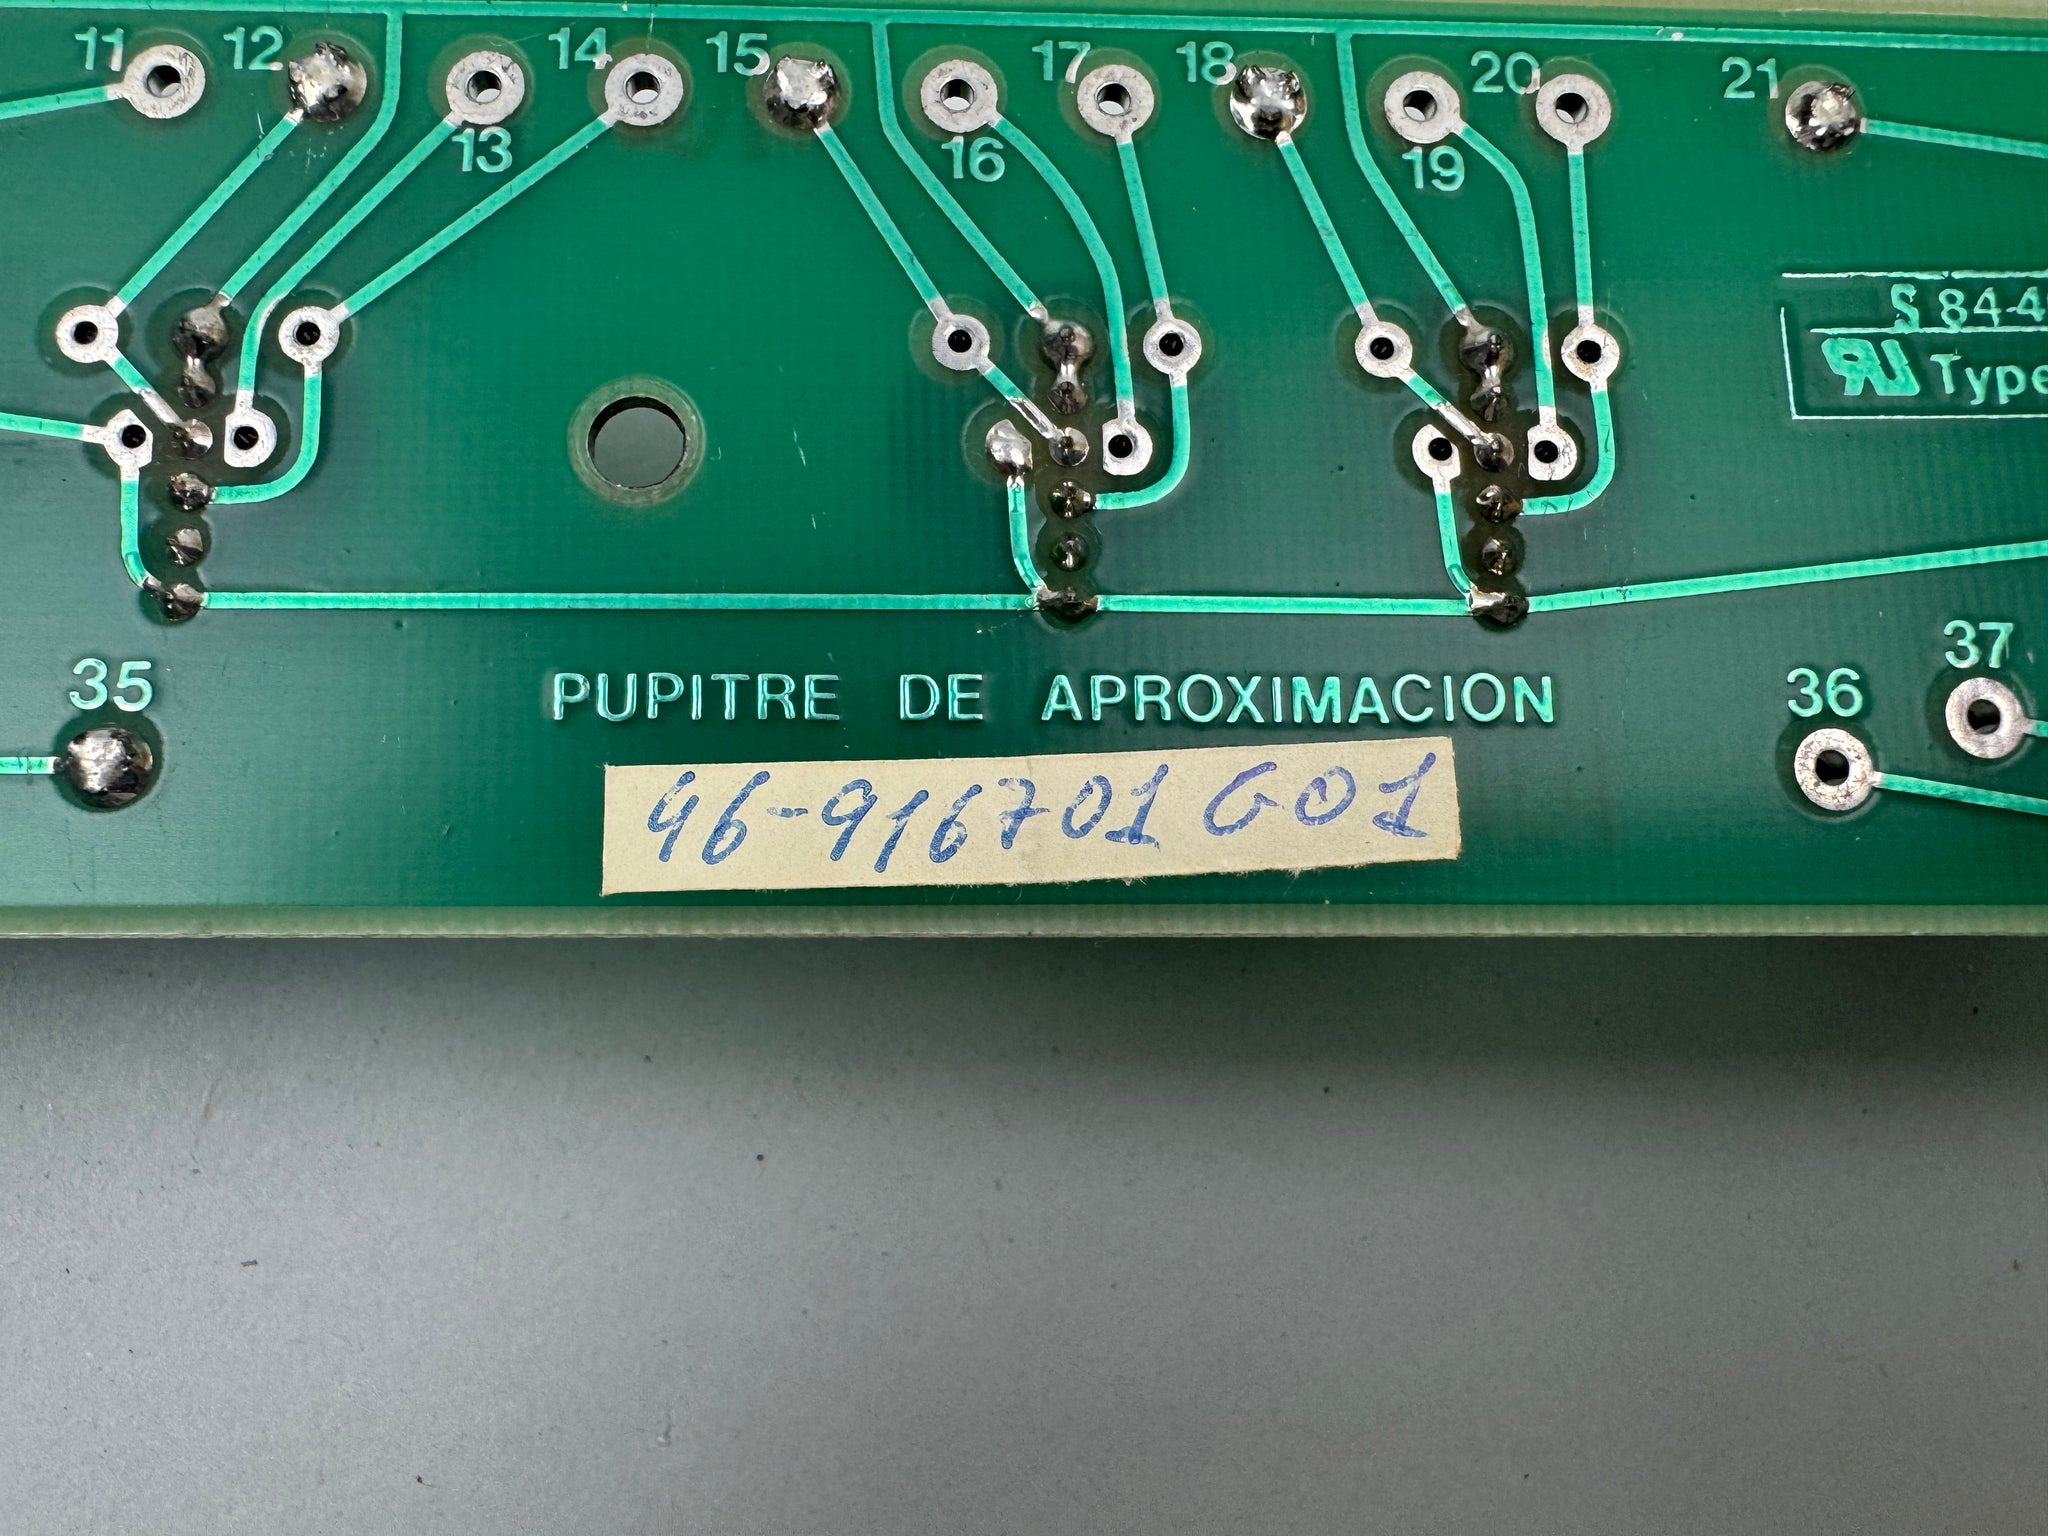 11 12 14 15 17 18 20 21
13 16 19
S 84-4
Type
35 36 37
PUPITRE DE APROXIMACION
46-916701 G01